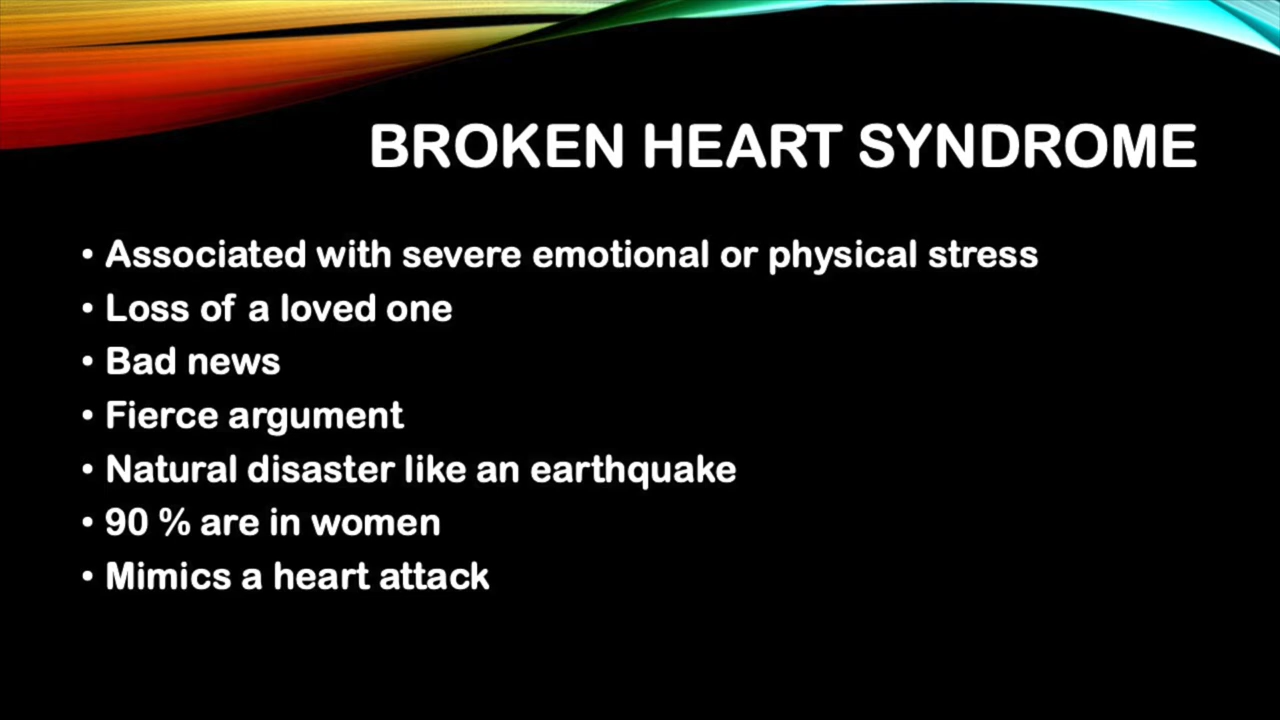 BROKEN HEART SYNDROME
• Associated with severe emotional or physical stress
• Loss of a loved one
• Bad news
• Fierce argument
• Natural disaster like an earthquake
• 90 % are in women
• Mimics a heart attack